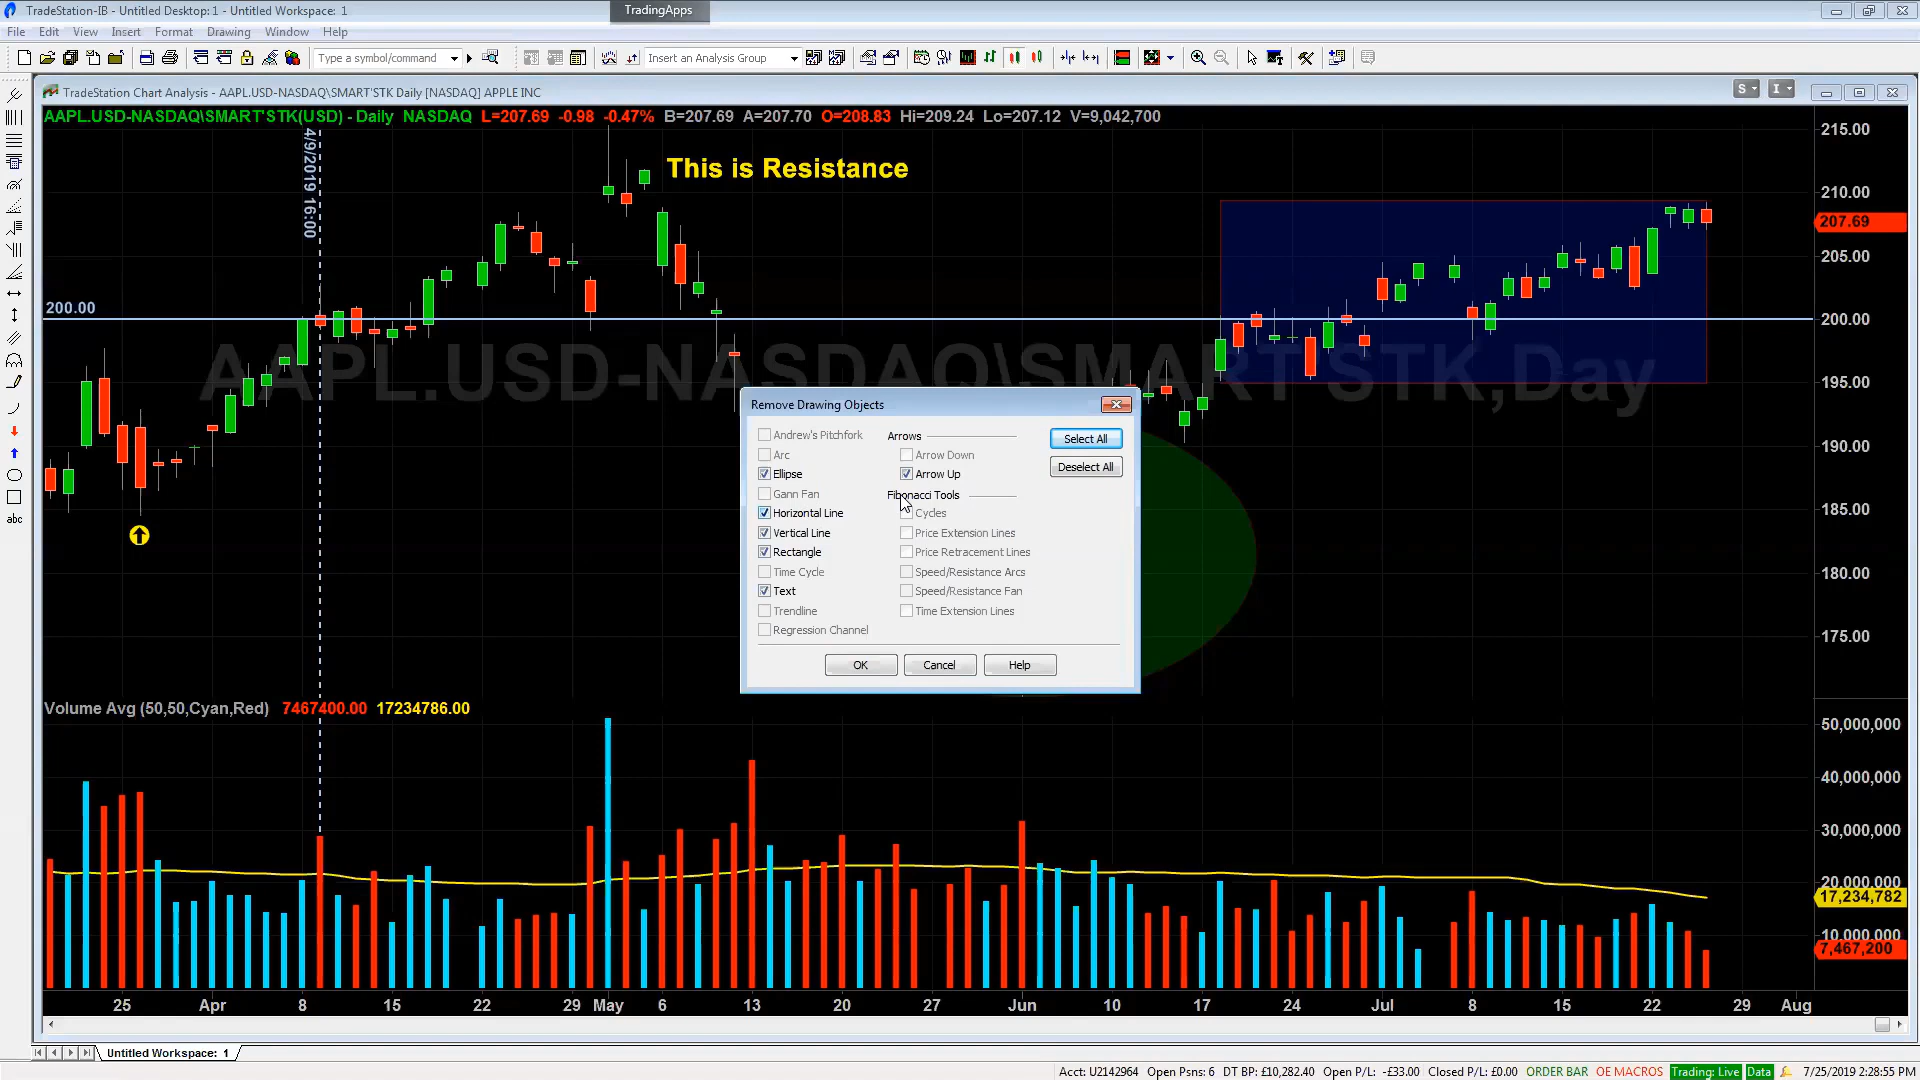 TradeStation-IB - Untitled Desktop: 1 - Untitled Workspace: 1
TradingApps
File Edit View Insert Format Drawing Window Help
Type a symbol/command
Insert an Analysis Group
TradeStation Chart Analysis - AAPL.USD-NASDAQ\SMART'STK Daily [NASDAQ] APPLE INC
S
I
AAPL.USD-NASDAQ\SMART'STK(USD) - Daily NASDAQ L=207.69 -0.98 -0.47% B=207.69 A=207.70 O=208.83 Hi=209.24 Lo=207.12 V=9,042,700
4/9/2019 16:00
This is Resistance
215.00
210.00
207.69
205.00
200.00
200.00
195.00
190.00
185.00
180.00
175.00
AAPL.USD-NASDAQ\SMART'STK,Day
Remove Drawing Objects
Andrew's Pitchfork
Arc
Ellipse
Gann Fan
Horizontal Line
Vertical Line
Rectangle
Time Cycle
Text
Trendline
Regression Channel
Arrows
Arrow Down
Arrow Up
Fibonacci Tools
Cycles
Price Extension Lines
Price Retracement Lines
Speed/Resistance Arcs
Speed/Resistance Fan
Time Extension Lines
Select All
Deselect All
OK
Cancel
Help
abc
Volume Avg (50,50,Cyan,Red) 7467400.00 17234786.00
50,000,000
40,000,000
30,000,000
20,000,000
17,234,782
10,000,000
7,467,200
25 Apr 8 15 22 29 May 6 13 20 27 Jun 10 17 24 Jul 8 15 22 29 Aug
Untitled Workspace: 1
Acct: U2142964 Open Psns: 6 DT BP: £10,282.40 Open P/L: -£33.00 Closed P/L: £0.00 ORDER BAR OE MACROS Trading: Live Data 7/25/2019 2:28:55 PM